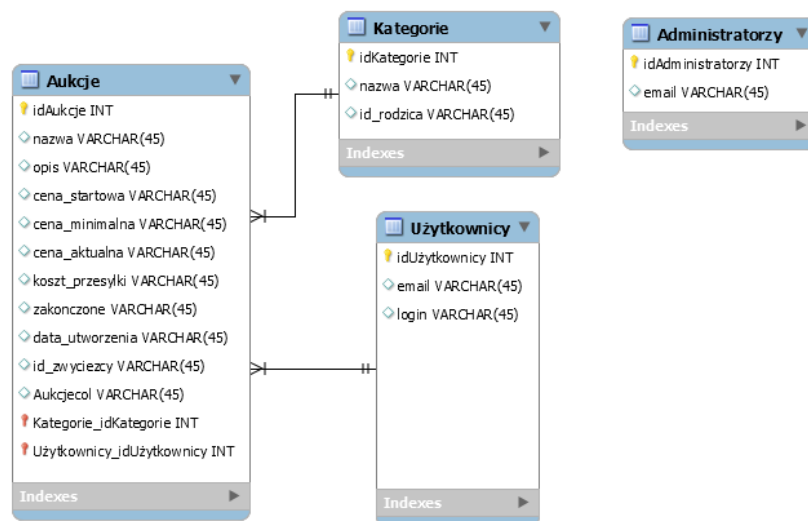 Aukcje
idAukcje INT
nazwa VARCHAR(45)
opis VARCHAR(45)
cena_startowa VARCHAR(45)
cena_minimalna VARCHAR(45)
cena_aktualna VARCHAR(45)
koszt_przesylki VARCHAR(45)
zakonczone VARCHAR(45)
data_utworzenia VARCHAR(45)
id_zwyciezcy VARCHAR(45)
Aukcjecol VARCHAR(45)
Kategorie_idKategorie INT
Użytkownicy_idUżytkownicy INT
Indexes
Kategorie
idKategorie INT
nazwa VARCHAR(45)
id_rodzica VARCHAR(45)
Indexes
Użytkownicy
idUżytkownicy INT
email VARCHAR(45)
login VARCHAR(45)
Indexes
Administratorzy
idAdministratorzy INT
email VARCHAR(45)
Indexes